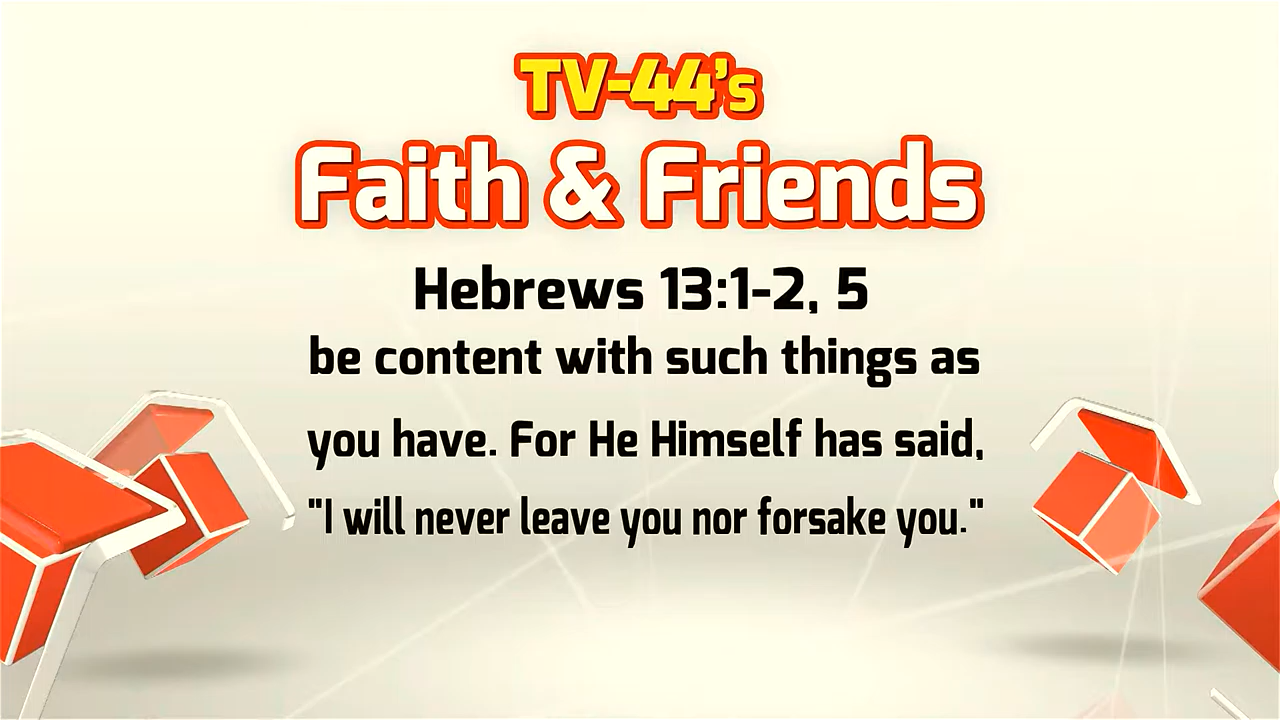 TV-44's
Faith & Friends
Hebrews 13:1-2, 5
be content with such things as
you have. For He Himself has said,
"I will never leave you nor forsake you."